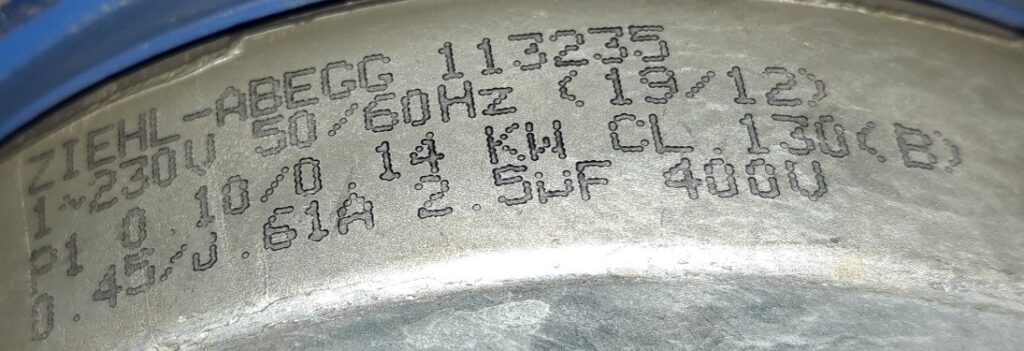 ZIEHL-ABEGG 113235
1~230V 50/60Hz (19/12)
P1 0.10/0.14 KW CL.130(B)
0.45/0.61A 2.5µF 400V